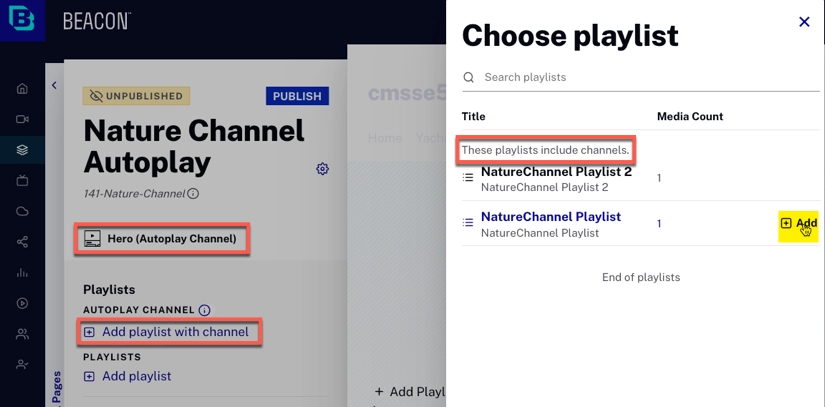 BEACON™
UNPUBLISHED
PUBLISH
Nature Channel
Autoplay
141-Nature-Channel
Hero (Autoplay Channel)
Playlists
AUTOPLAY CHANNEL
Add playlist with channel
PLAYLISTS
Add playlist
Pages
cmsse5
Home
+ Add Playl
Choose playlist
Search playlists
Title Media Count
These playlists include channels.
NatureChannel Playlist 2
NatureChannel Playlist 2
1
NatureChannel Playlist
NatureChannel Playlist
1
Add
End of playlists